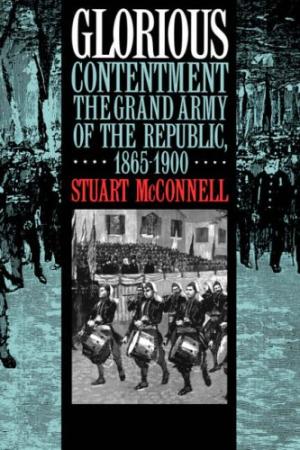 GLORIOUS
CONTENTMENT
THE GRAND ARMY
OF THE REPUBLIC,
....1865-1900....
STUART McCONNELL